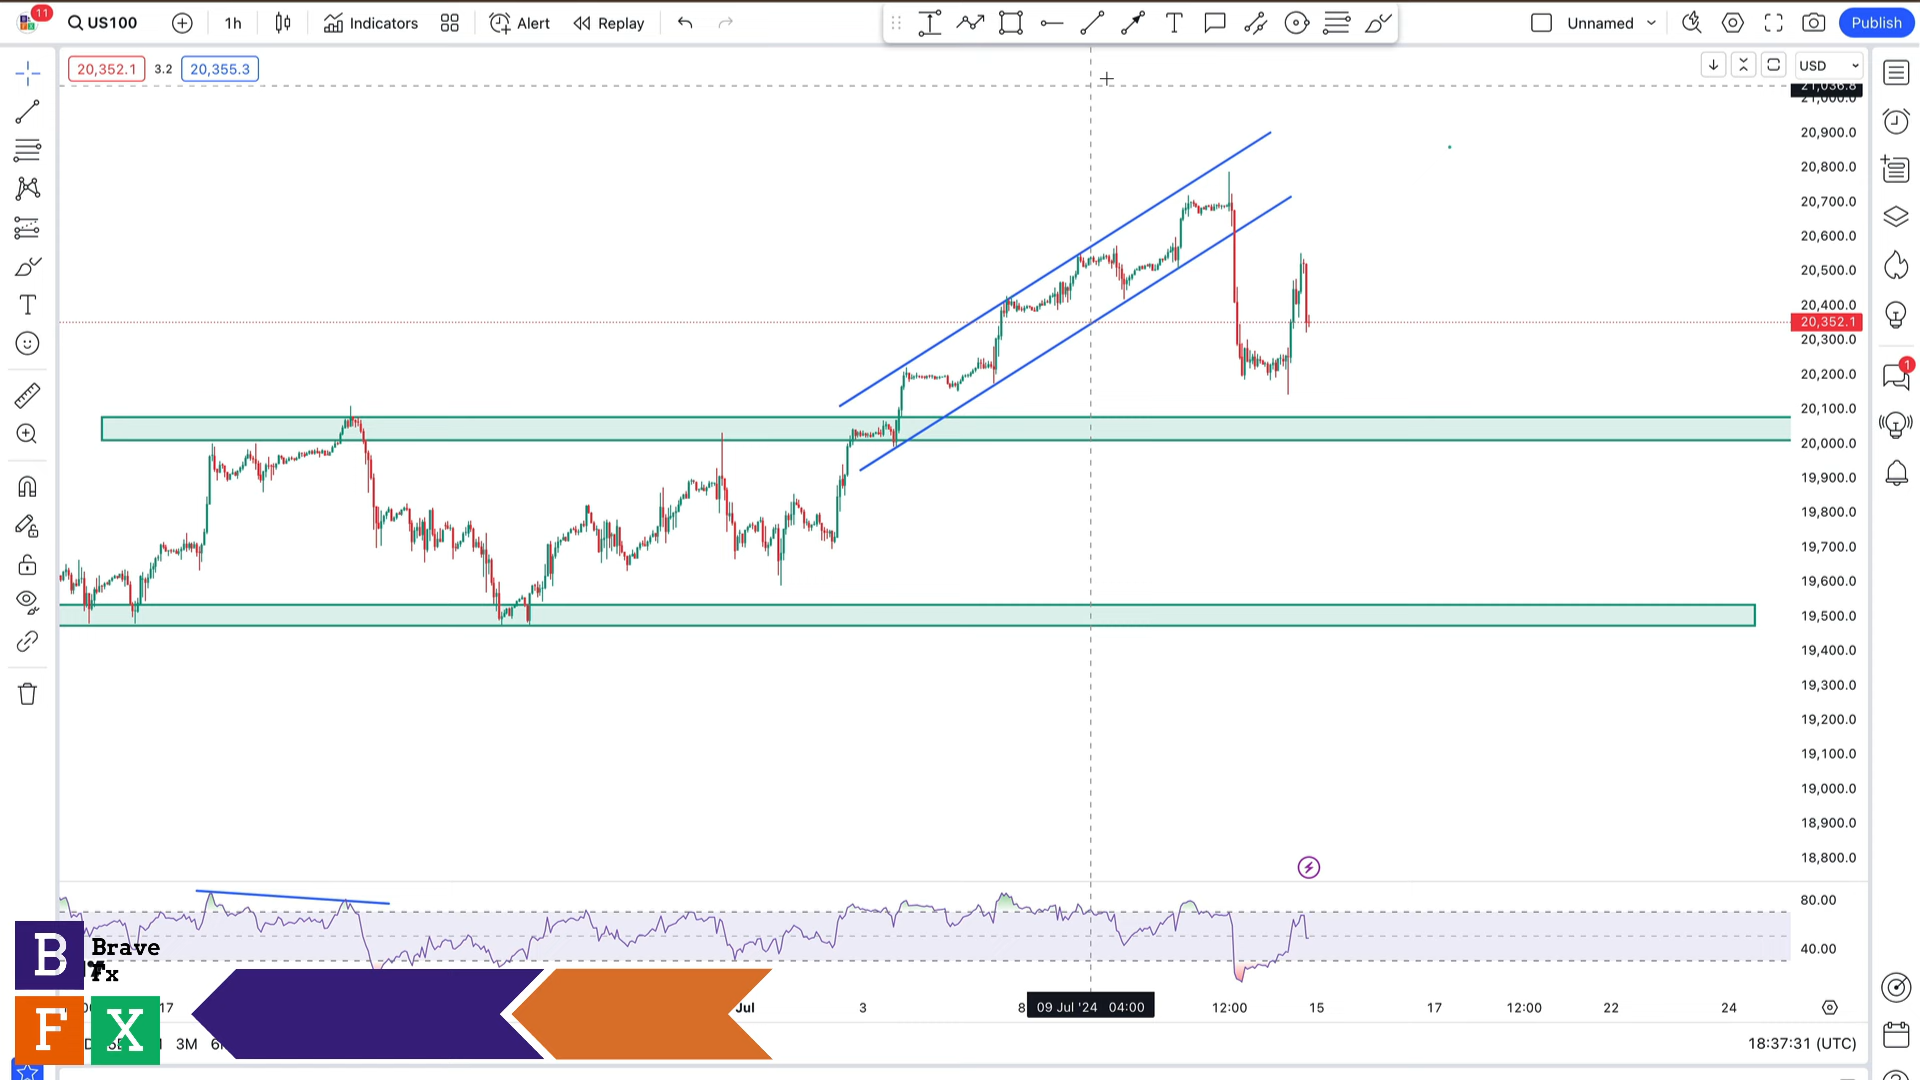 11
US100
1h
Indicators
Alert
Replay
Unnamed
Publish
20,352.1
3.2
20,355.3
USD
21,036.8
21,000.0
20,900.0
20,800.0
20,700.0
20,600.0
20,500.0
20,400.0
20,352.1
20,300.0
20,200.0
20,100.0
20,000.0
19,900.0
19,800.0
19,700.0
19,600.0
19,500.0
19,400.0
19,300.0
19,200.0
19,100.0
19,000.0
18,900.0
18,800.0
1
80.00
40.00
B
Brave
Fx
F X
17
Jul
3
8
09 Jul '24 04:00
12:00
15
17
12:00
22
24
3M
18:37:31 (UTC)